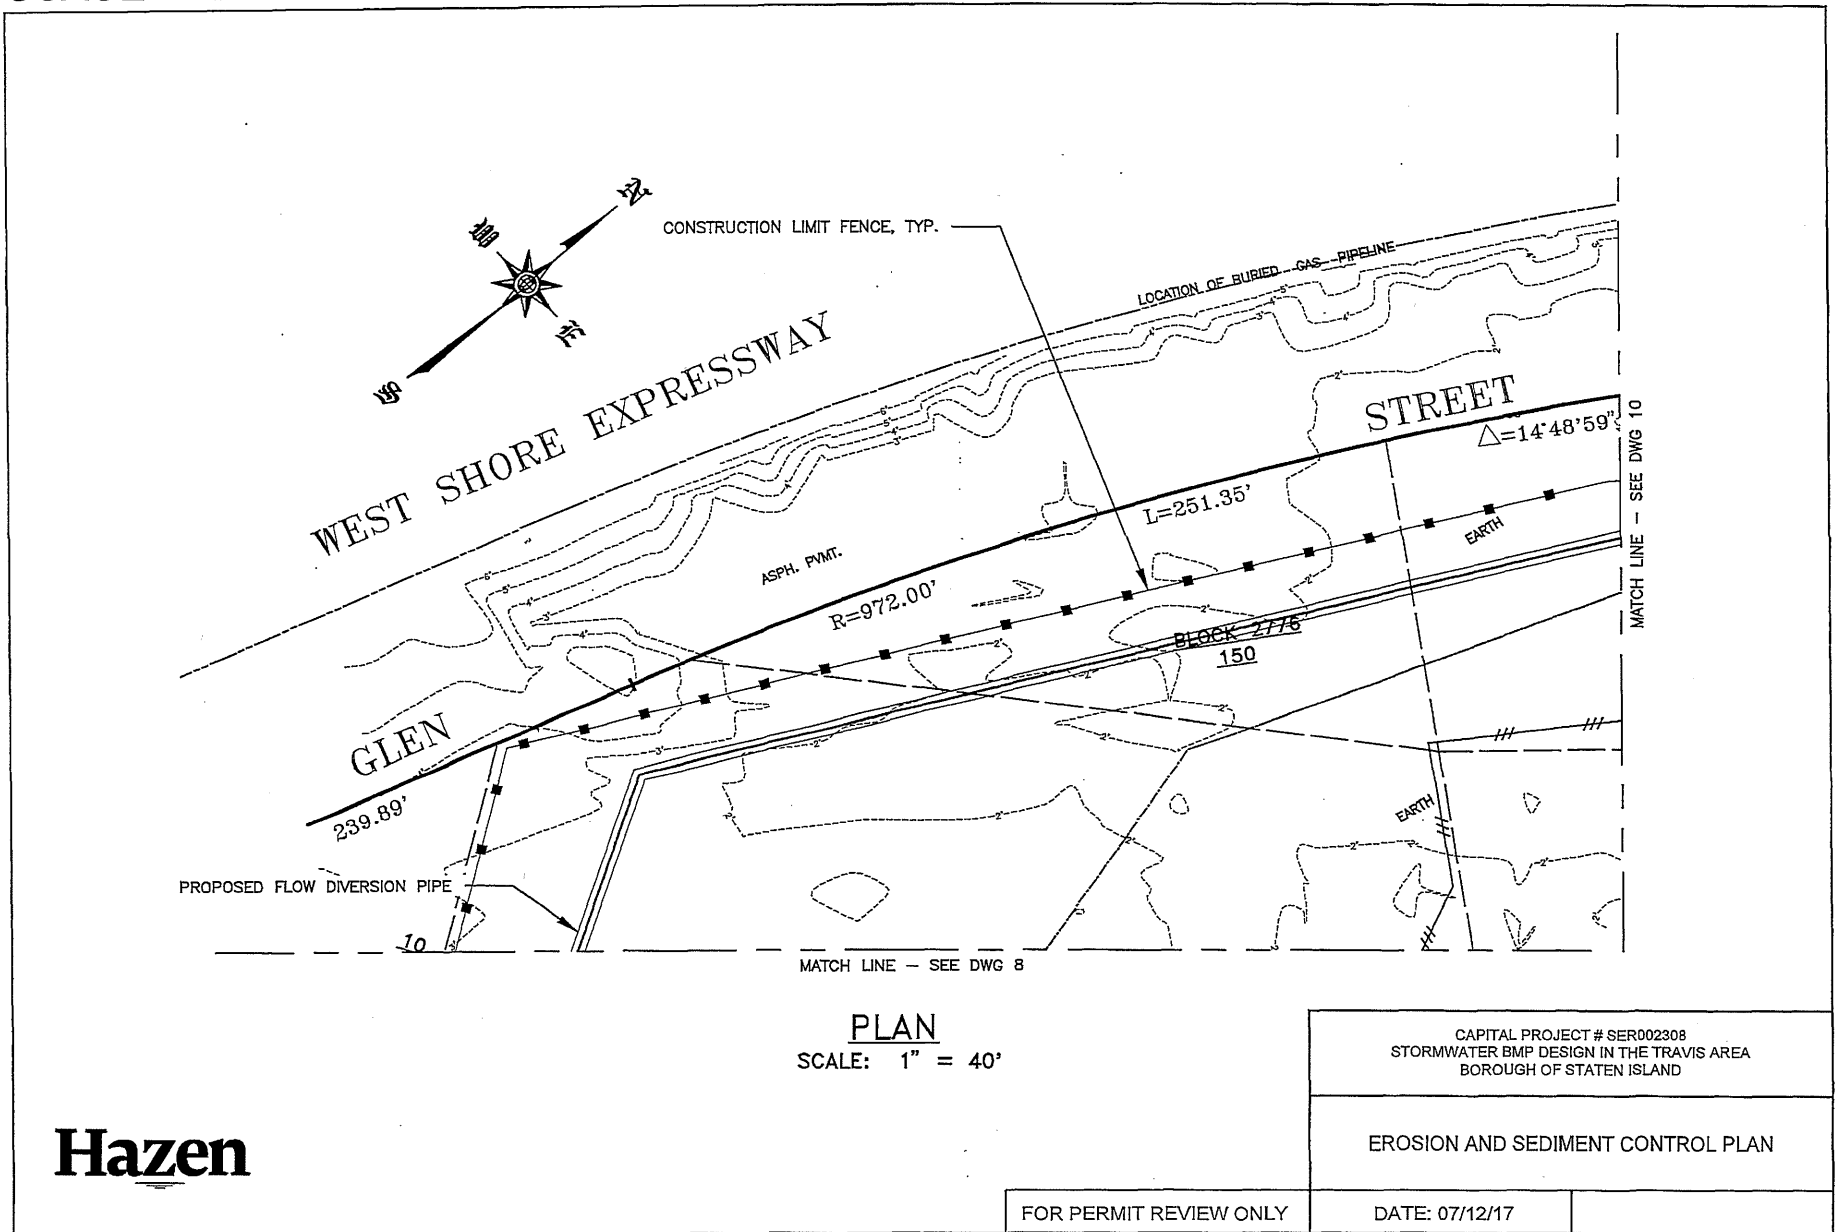 N
W
E
S
CONSTRUCTION LIMIT FENCE, TYP.
LOCATION OF BURIED GAS PIPELINE
WEST SHORE EXPRESSWAY
GLEN
STREET
△=14°48'59"
L=251.35'
R=972.00'
ASPH. PVMT.
EARTH
BLOCK 2776
150
239.89'
EARTH
PROPOSED FLOW DIVERSION PIPE
10
MATCH LINE - SEE DWG 10
MATCH LINE - SEE DWG 8
PLAN
SCALE: 1" = 40'
Hazen
CAPITAL PROJECT # SER002308
STORMWATER BMP DESIGN IN THE TRAVIS AREA
BOROUGH OF STATEN ISLAND
EROSION AND SEDIMENT CONTROL PLAN
FOR PERMIT REVIEW ONLY
DATE: 07/12/17